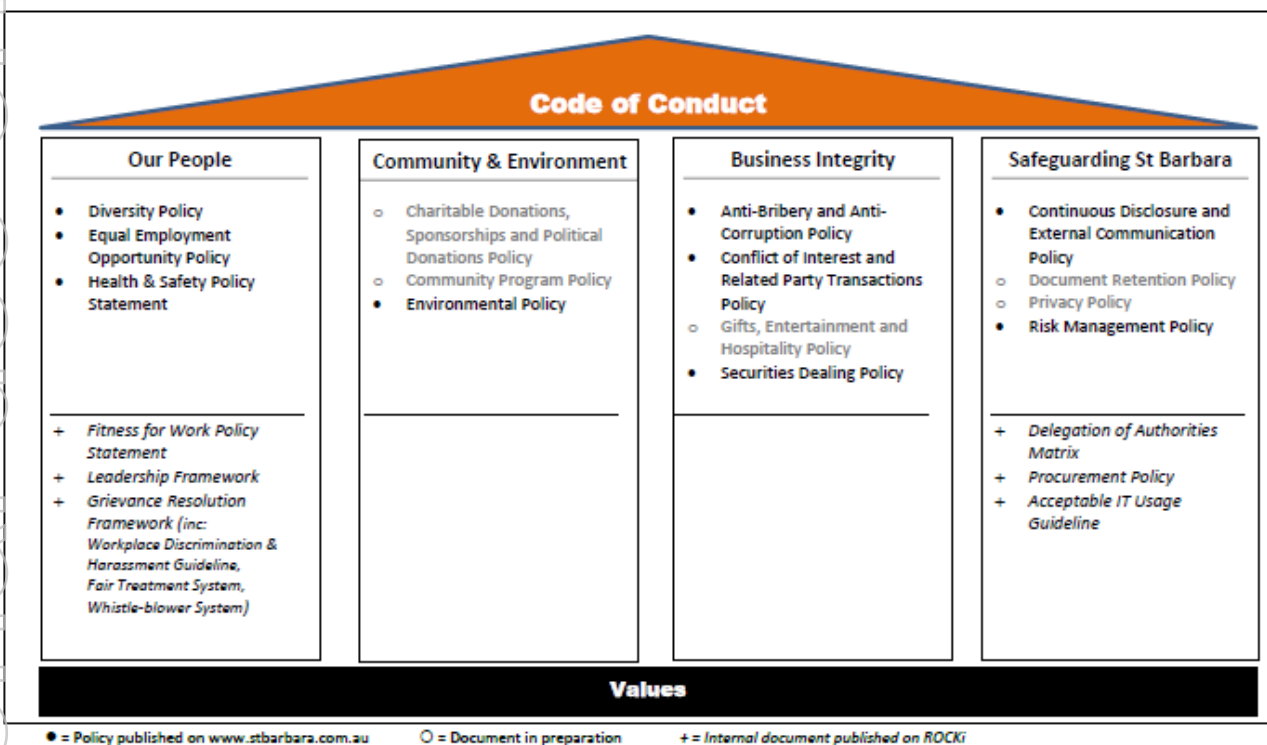 Code of Conduct
Our People
● Diversity Policy
● Equal Employment
Opportunity Policy
● Health & Safety Policy
Statement
+ Fitness for Work Policy
Statement
+ Leadership Framework
+ Grievance Resolution
Framework (inc:
Workplace Discrimination &
Harassment Guideline,
Fair Treatment System,
Whistle-blower System)
Community & Environment
○ Charitable Donations,
Sponsorships and Political
Donations Policy
○ Community Program Policy
● Environmental Policy
Business Integrity
● Anti-Bribery and Anti-
Corruption Policy
● Conflict of Interest and
Related Party Transactions
Policy
○ Gifts, Entertainment and
Hospitality Policy
● Securities Dealing Policy
Safeguarding St Barbara
● Continuous Disclosure and
External Communication
Policy
○ Document Retention Policy
○ Privacy Policy
● Risk Management Policy
+ Delegation of Authorities
Matrix
+ Procurement Policy
+ Acceptable IT Usage
Guideline
Values
● = Policy published on www.stbarbara.com.au ○ = Document in preparation + = Internal document published on ROCKi